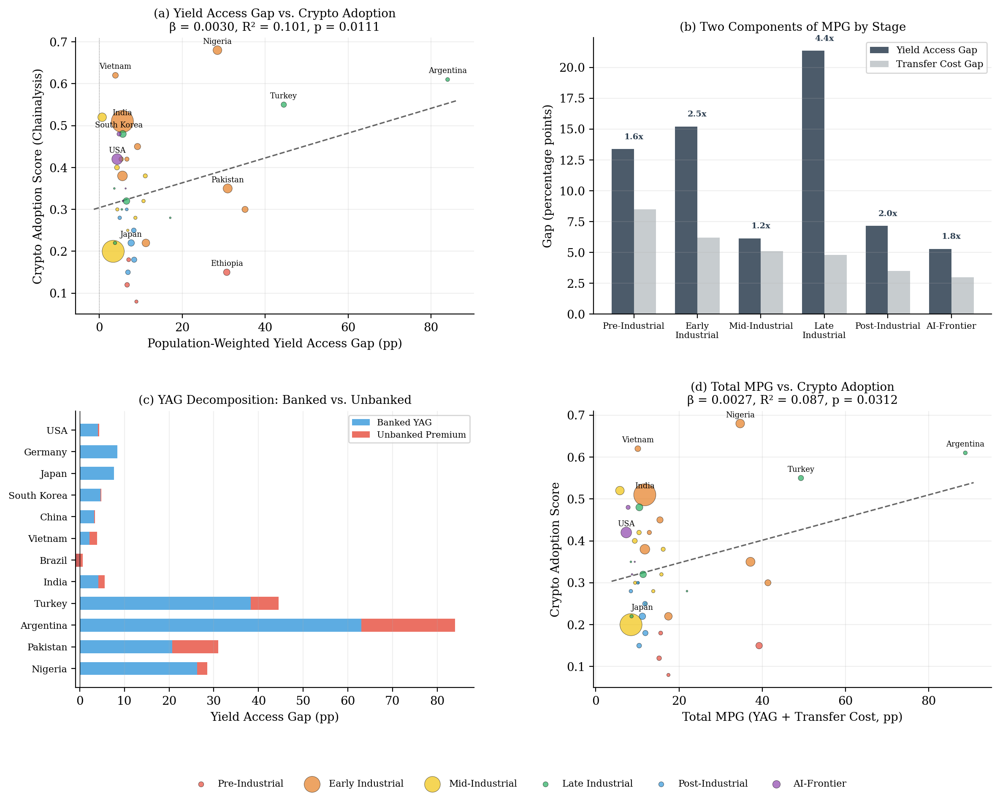 (a) Yield Access Gap vs. Crypto Adoption
β = 0.0030, R² = 0.101, p = 0.0111
Crypto Adoption Score (Chainalysis)
0.7
0.6
0.5
0.4
0.3
0.2
0.1
Nigeria
Vietnam
Argentina
Turkey
India
South Korea
USA
Pakistan
Japan
Ethiopia
0
20
40
60
80
Population-Weighted Yield Access Gap (pp)
(b) Two Components of MPG by Stage
Gap (percentage points)
20.0
17.5
15.0
12.5
10.0
7.5
5.0
2.5
0.0
1.6x
2.5x
1.2x
4.4x
2.0x
1.8x
Yield Access Gap
Transfer Cost Gap
Pre-Industrial
Early
Industrial
Mid-Industrial
Late
Industrial
Post-Industrial
AI-Frontier
(c) YAG Decomposition: Banked vs. Unbanked
Banked YAG
Unbanked Premium
USA
Germany
Japan
South Korea
China
Vietnam
Brazil
India
Turkey
Argentina
Pakistan
Nigeria
0
10
20
30
40
50
60
70
80
Yield Access Gap (pp)
(d) Total MPG vs. Crypto Adoption
β = 0.0027, R² = 0.087, p = 0.0312
Crypto Adoption Score
0.7
0.6
0.5
0.4
0.3
0.2
0.1
Nigeria
Vietnam
Argentina
Turkey
India
USA
Japan
0
20
40
60
80
Total MPG (YAG + Transfer Cost, pp)
Pre-Industrial
Early Industrial
Mid-Industrial
Late Industrial
Post-Industrial
AI-Frontier